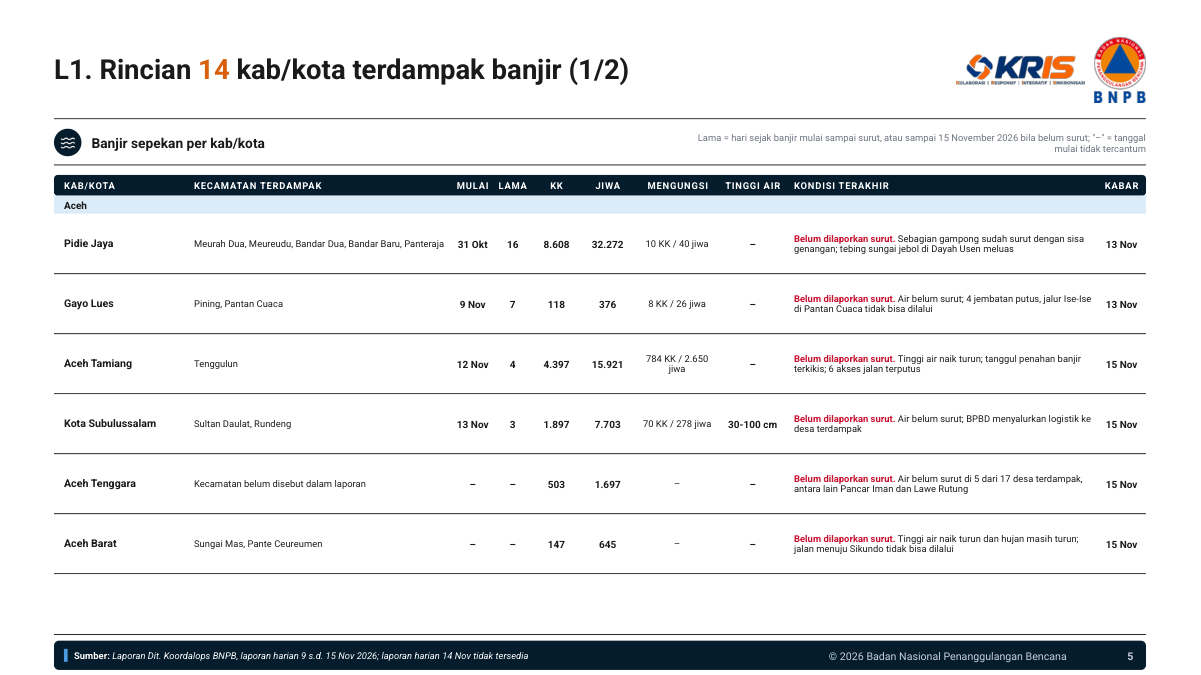 L1. Rincian 14 kab/kota terdampak banjir (1/2)
KRIS
KOLABORASI | RESPONSIF | INTEGRATIF | SINKRONISASI
BADAN NASIONAL PENANGGULANGAN BENCANA
BNPB
Banjir sepekan per kab/kota
Lama = hari sejak banjir mulai sampai surut, atau sampai 15 November 2026 bila belum surut; "–" = tanggal
mulai tidak tercantum
KAB/KOTA KECAMATAN TERDAMPAK MULAI LAMA KK JIWA MENGUNGSI TINGGI AIR KONDISI TERAKHIR KABAR
Aceh
Pidie Jaya Meurah Dua, Meureudu, Bandar Dua, Bandar Baru, Panteraja 31 Okt 16 8.608 32.272 10 KK / 40 jiwa – Belum dilaporkan surut. Sebagian gampong sudah surut dengan sisa
genangan; tebing sungai jebol di Dayah Usen meluas 13 Nov
Gayo Lues Pining, Pantan Cuaca 9 Nov 7 118 376 8 KK / 26 jiwa – Belum dilaporkan surut. Air belum surut; 4 jembatan putus, jalur Ise-Ise
di Pantan Cuaca tidak bisa dilalui 13 Nov
Aceh Tamiang Tenggulun 12 Nov 4 4.397 15.921 784 KK / 2.650
jiwa – Belum dilaporkan surut. Tinggi air naik turun; tanggul penahan banjir
terkikis; 6 akses jalan terputus 15 Nov
Kota Subulussalam Sultan Daulat, Rundeng 13 Nov 3 1.897 7.703 70 KK / 278 jiwa 30-100 cm Belum dilaporkan surut. Air belum surut; BPBD menyalurkan logistik ke
desa terdampak 15 Nov
Aceh Tenggara Kecamatan belum disebut dalam laporan – – 503 1.697 – – Belum dilaporkan surut. Air belum surut di 5 dari 17 desa terdampak,
antara lain Pancar Iman dan Lawe Rutung 15 Nov
Aceh Barat Sungai Mas, Pante Ceureumen – – 147 645 – – Belum dilaporkan surut. Tinggi air naik turun dan hujan masih turun;
jalan menuju Sikundo tidak bisa dilalui 15 Nov
Sumber: Laporan Dit. Koordalops BNPB, laporan harian 9 s.d. 15 Nov 2026; laporan harian 14 Nov tidak tersedia
© 2026 Badan Nasional Penanggulangan Bencana 5